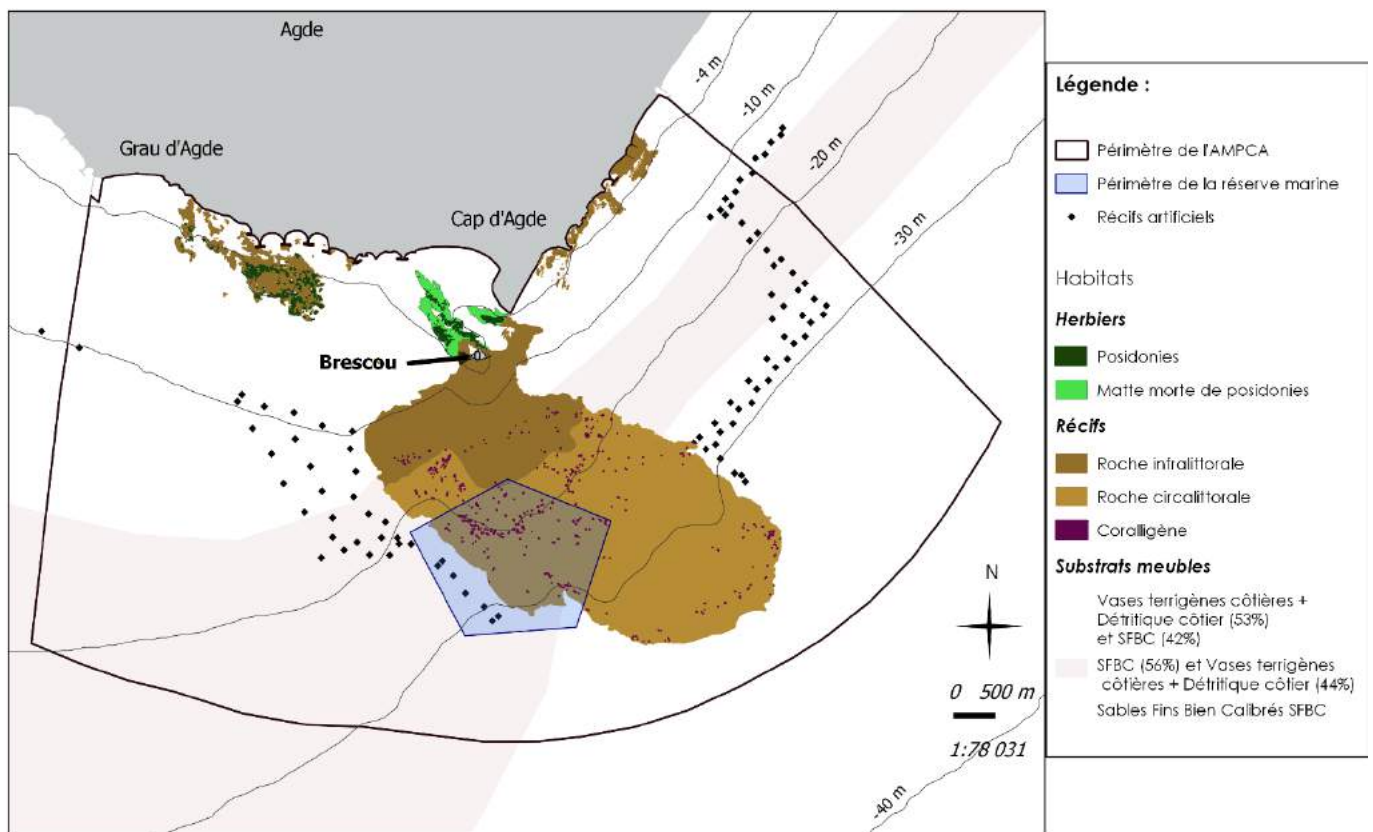 Agde
Grau d'Agde
Cap d'Agde
Brescou
-4 m
-10 m
-20 m
-30 m
-40 m
N
0 500 m
1:78 031
Légende :
Périmètre de l'AMPCA
Périmètre de la réserve marine
Récifs artificiels
Habitats
Herbiers
Posidonies
Matte morte de posidonies
Récifs
Roche infralittorale
Roche circalittorale
Coralligène
Substrats meubles
Vases terrigènes côtières +
Détritique côtier (53%)
et SFBC (42%)
SFBC (56%) et Vases terrigènes
côtières + Détritique côtier (44%)
Sables Fins Bien Calibrés SFBC